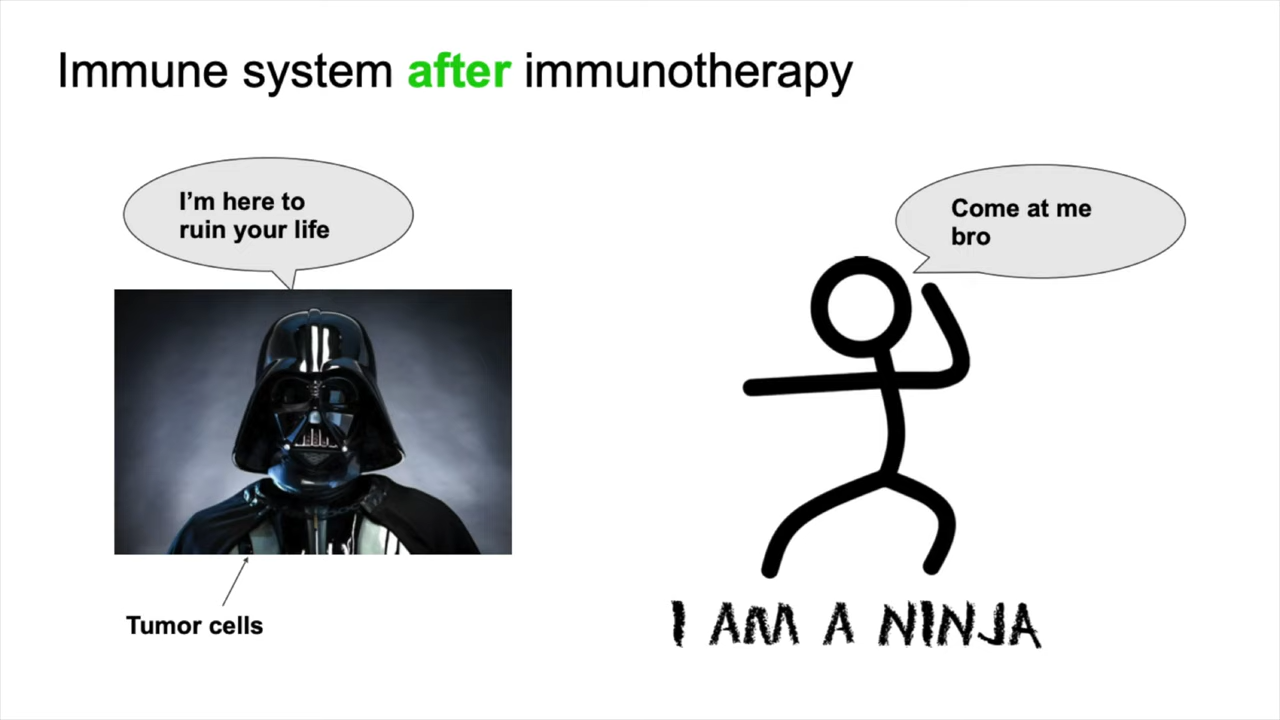 Immune system after immunotherapy
I'm here to
ruin your life
Come at me
bro
Tumor cells
I AM A NINJA